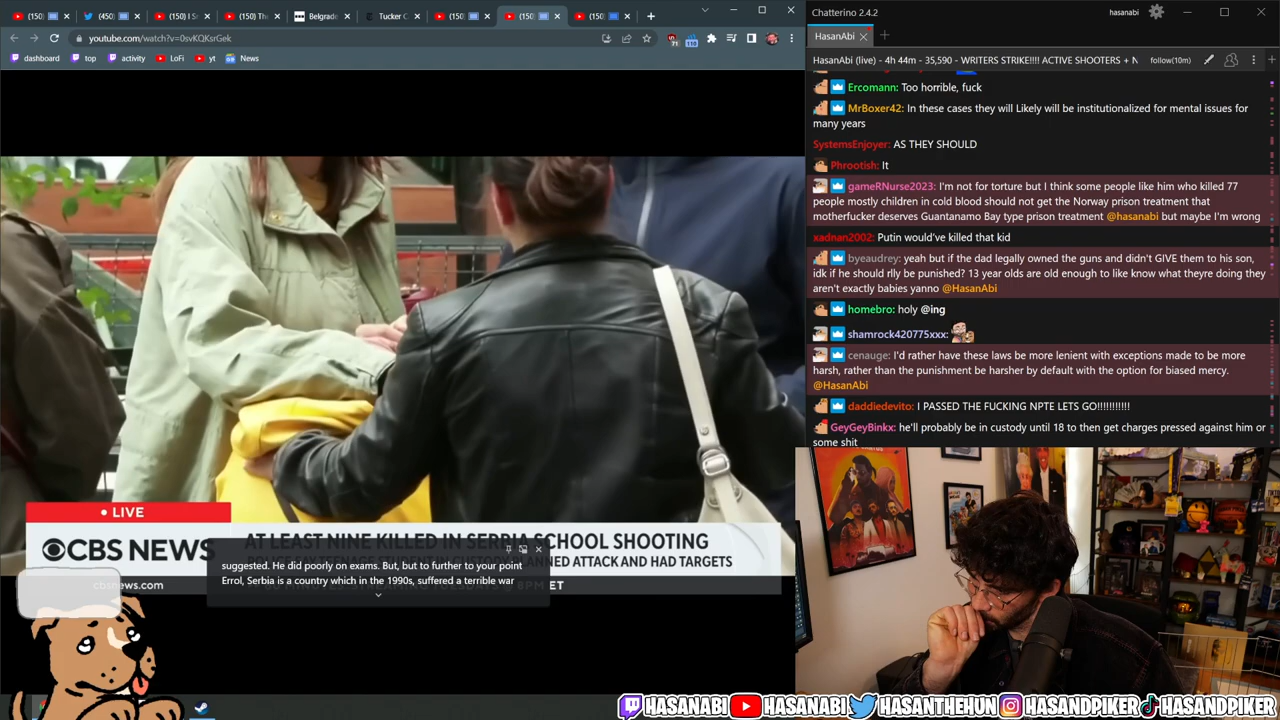 (150)
(450)
(150) I S
(150) The
Belgrade
Tucker C
(150)
(150)
(150)
youtube.com/watch?v=0svKQKsrGek
71
dashboard
top
activity
LoFi
yt
News
LIVE
CBS NEWS
AT LEAST NINE KILLED IN SERBIA SCHOOL SHOOTING
PLANNED ATTACK AND HAD TARGETS
cbsnews.com
8PM ET
suggested. He did poorly on exams. But, but to further to your point
Errol, Serbia is a country which in the 1990s, suffered a terrible war
Chatterino 2.4.2
hasanabi
HasanAbi
HasanAbi (live) - 4h 44m - 35,590 - WRITERS STRIKE!!!! ACTIVE SHOOTERS + N
follow(10m)
Ercomann: Too horrible, fuck
MrBoxer42: In these cases they will Likely will be institutionalized for mental issues for
many years
SystemsEnjoyer: AS THEY SHOULD
Phrootish: It
gameRNurse2023: I'm not for torture but I think some people like him who killed 77
people mostly children in cold blood should not get the Norway prison treatment that
motherfucker deserves Guantanamo Bay type prison treatment @hasanabi but maybe I'm wrong
xadnan2002: Putin would've killed that kid
byeaudrey: yeah but if the dad legally owned the guns and didn't GIVE them to his son,
idk if he should rlly be punished? 13 year olds are old enough to like know what theyre doing they
aren't exactly babies yanno @HasanAbi
homebro: holy @ing
shamrock420775xxx:
cenauge: I'd rather have these laws be more lenient with exceptions made to be more
harsh, rather than the punishment be harsher by default with the option for biased mercy.
@HasanAbi
daddiedevito: I PASSED THE FUCKING NPTE LETS GO!!!!!!!!!!!
GeyGeyBinkx: he'll probably be in custody until 18 to then get charges pressed against him or
some shit
HASANABI
HASANABI
HASANTHEHUN
HASANDPIKER
HASANDPIKER